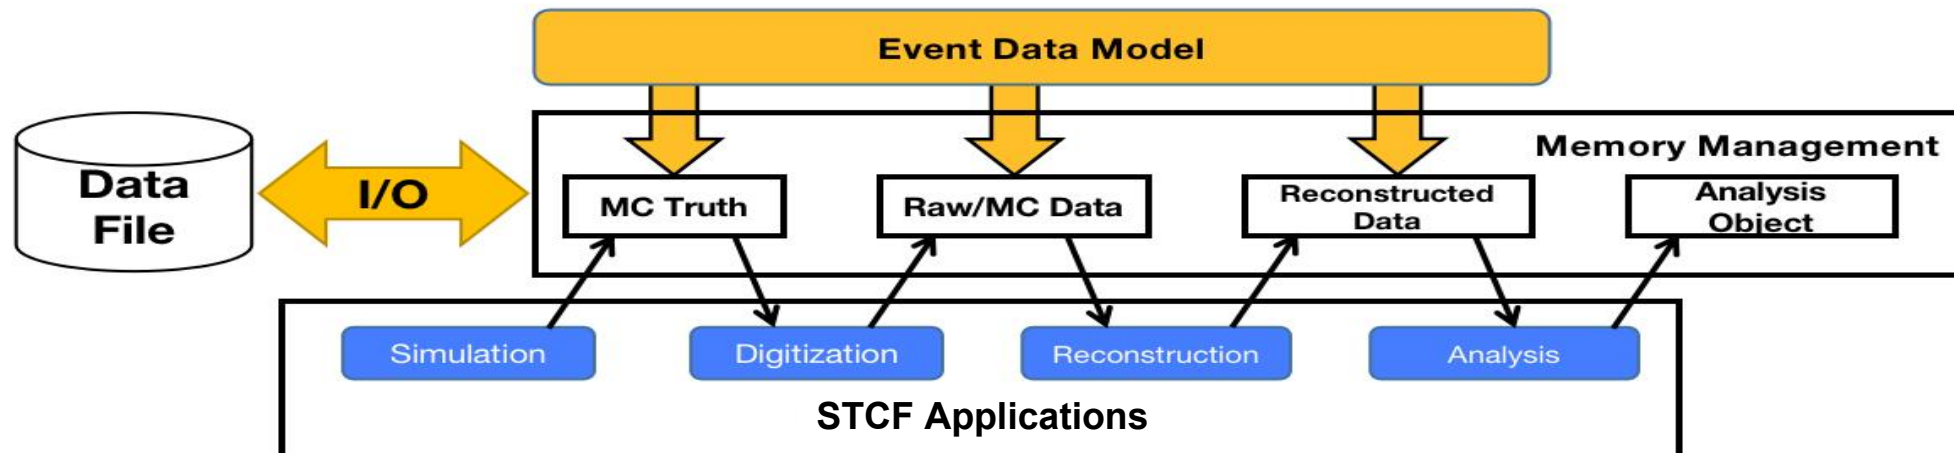 Event Data Model
Memory Management
Data
File
I/O
MC Truth
Raw/MC Data
Reconstructed
Data
Analysis
Object
Simulation
Digitization
Reconstruction
Analysis
STCF Applications